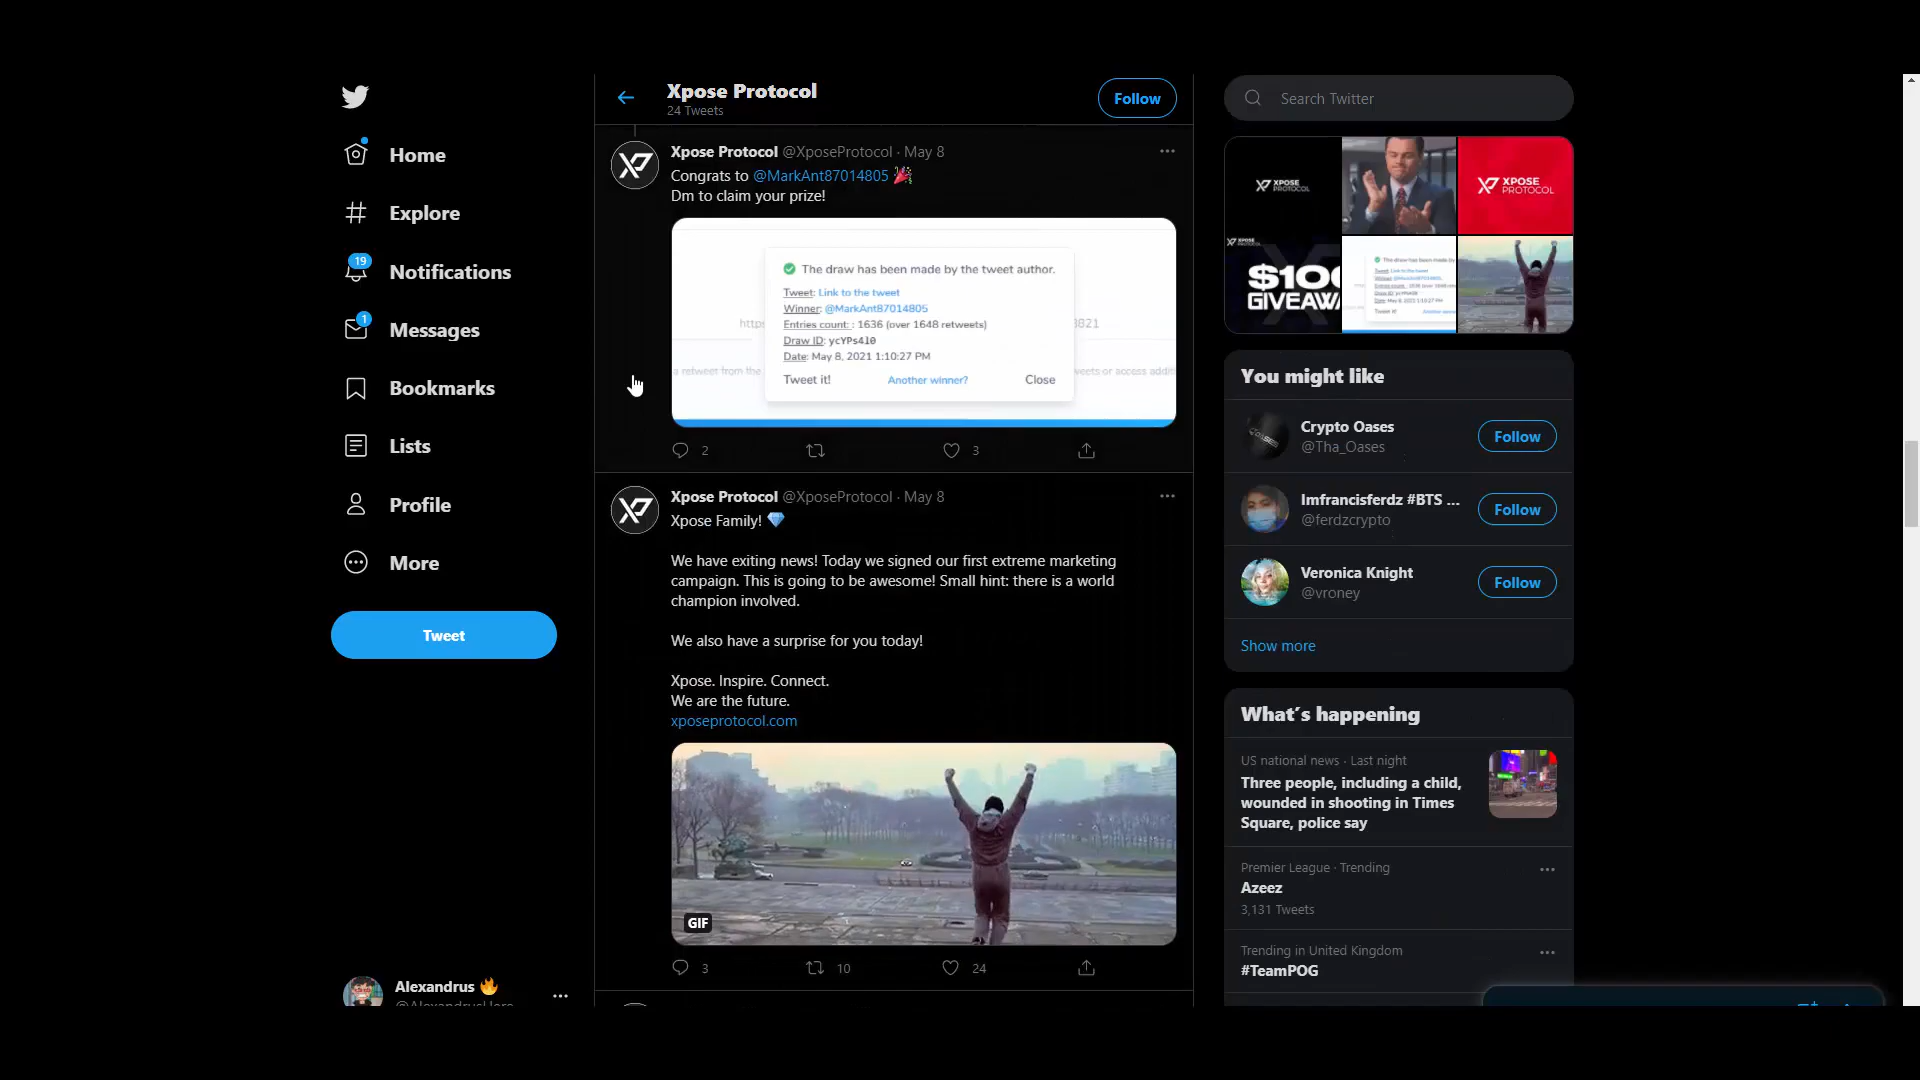 Home
Explore
19
Notifications
1
Messages
Bookmarks
Lists
Profile
More
Tweet
Alexandrus 🔥
@AlexandrusHero
Xpose Protocol
24 Tweets
Follow
Xpose Protocol @XposeProtocol · May 8
Congrats to @MarkAnt87014805 🎉
Dm to claim your prize!
The draw has been made by the tweet author.
Tweet: Link to the tweet
Winner: @MarkAnt87014805
Entries count: : 1636 (over 1648 retweets)
Draw ID: ycYPs4l0
Date: May 8, 2021 1:10:27 PM
Tweet it! Another winner? Close
2 3
Xpose Protocol @XposeProtocol · May 8
Xpose Family! 💎
We have exiting news! Today we signed our first extreme marketing
campaign. This is going to be awesome! Small hint: there is a world
champion involved.
We also have a surprise for you today!
Xpose. Inspire. Connect.
We are the future.
xposeprotocol.com
GIF
3 10 24
Search Twitter
XPOSE
PROTOCOL
XPOSE
PROTOCOL
You might like
Crypto Oases
@Tha_Oases
Follow
Imfrancisferdz #BTS ...
@ferdzcrypto
Follow
Veronica Knight
@vroney
Follow
Show more
What's happening
US national news · Last night
Three people, including a child,
wounded in shooting in Times
Square, police say
Premier League · Trending
Azeez
3,131 Tweets
Trending in United Kingdom
#TeamPOG